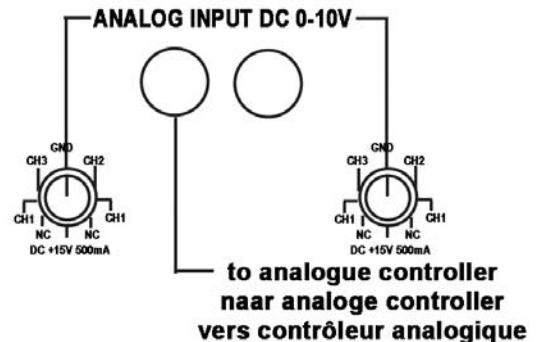 ANALOG INPUT DC 0-10V
GND
CH3 CH2
CH1 CH1
NC NC
DC +15V 500mA
GND
CH3 CH2
CH1 CH1
NC NC
DC +15V 500mA
to analogue controller
naar analoge controller
vers contrôleur analogique